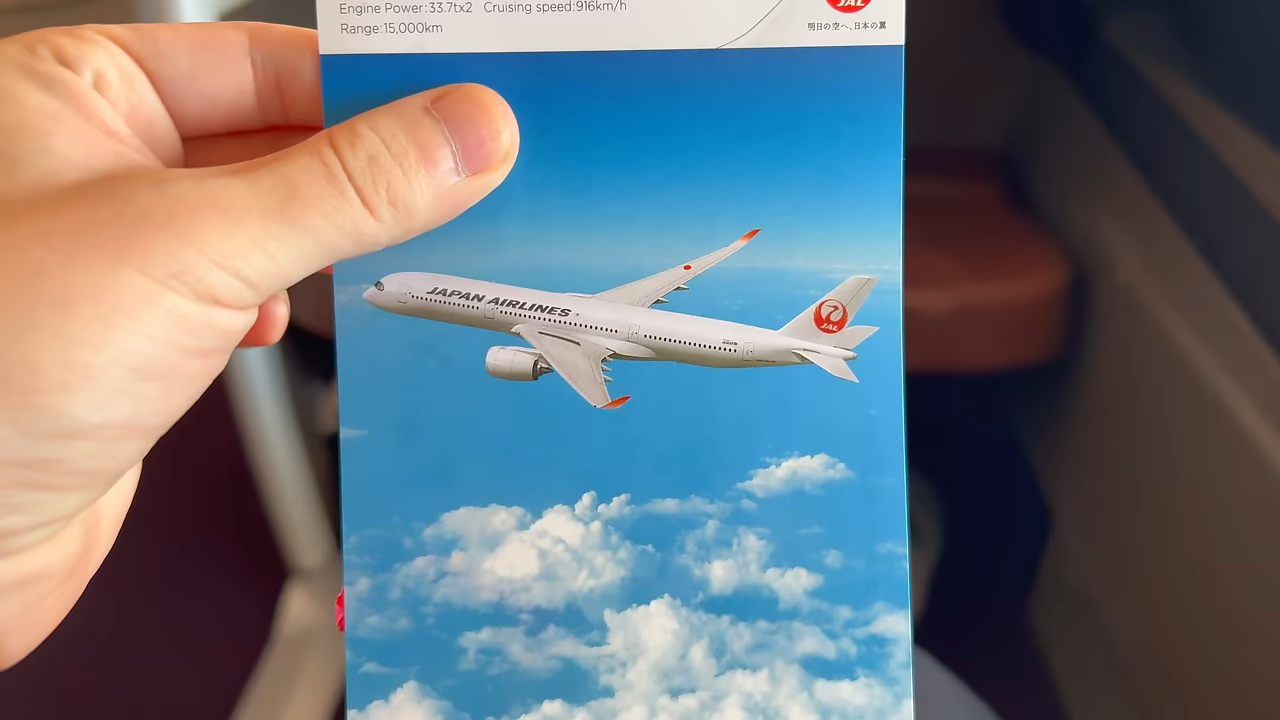 Engine Power:33.7tx2 Cruising speed:916km/h
Range:15,000km
JAL
明日の空へ、日本の翼
JAPAN AIRLINES
JAL